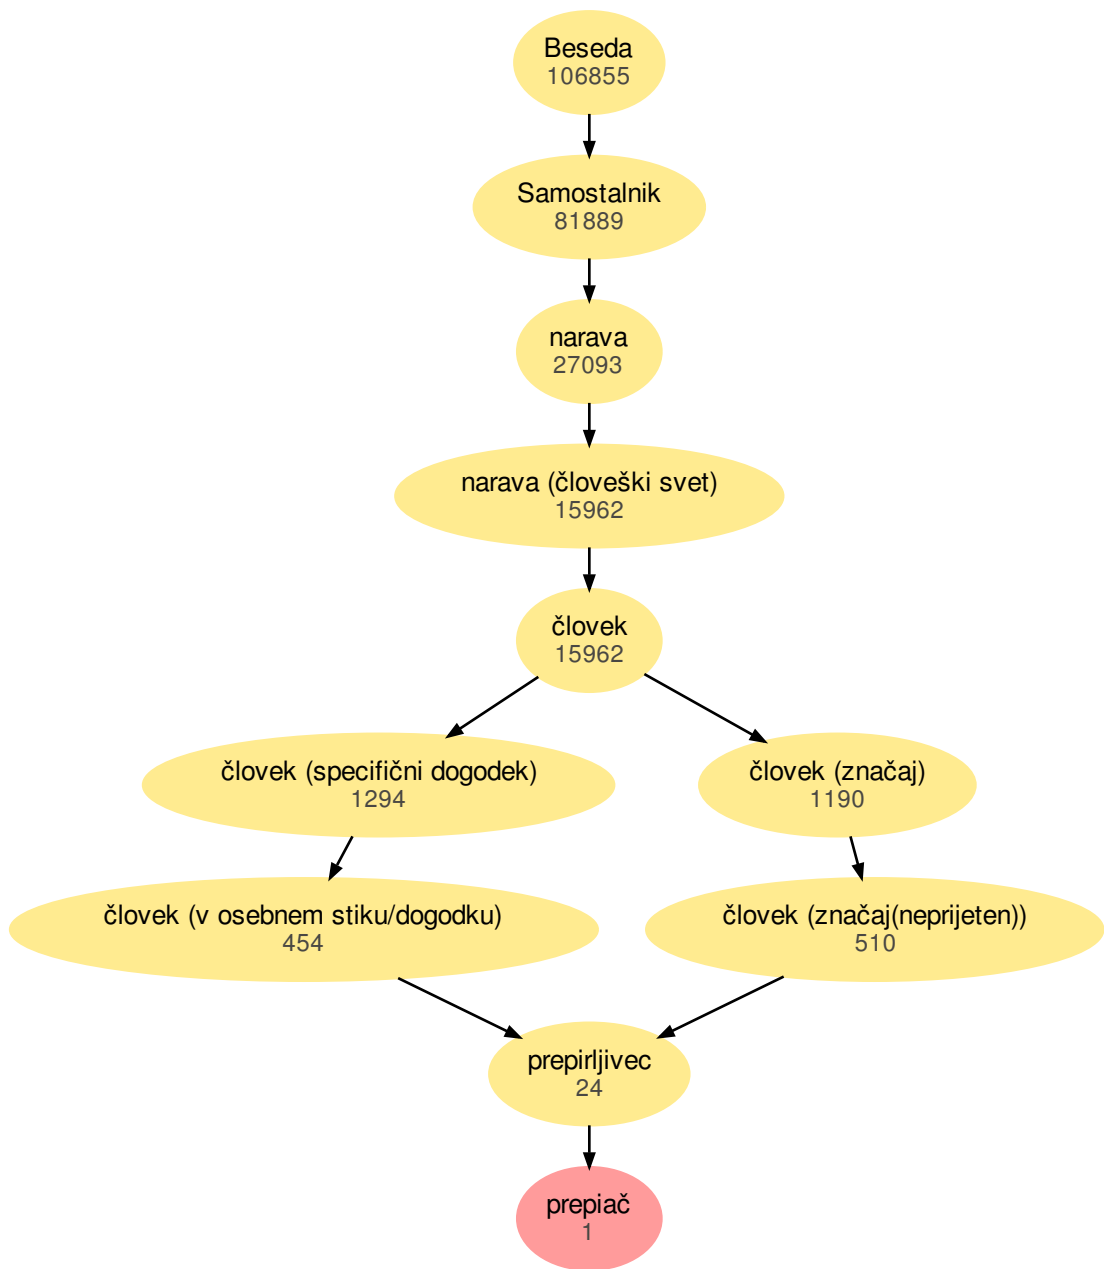 Beseda
106855
Samostalnik
81889
narava
27093
narava (človeški svet)
15962
človek
15962
človek (specifični dogodek)
1294
človek (značaj)
1190
človek (v osebnem stiku/dogodku)
454
človek (značaj(neprijeten))
510
prepirljivec
24
prepiač
1